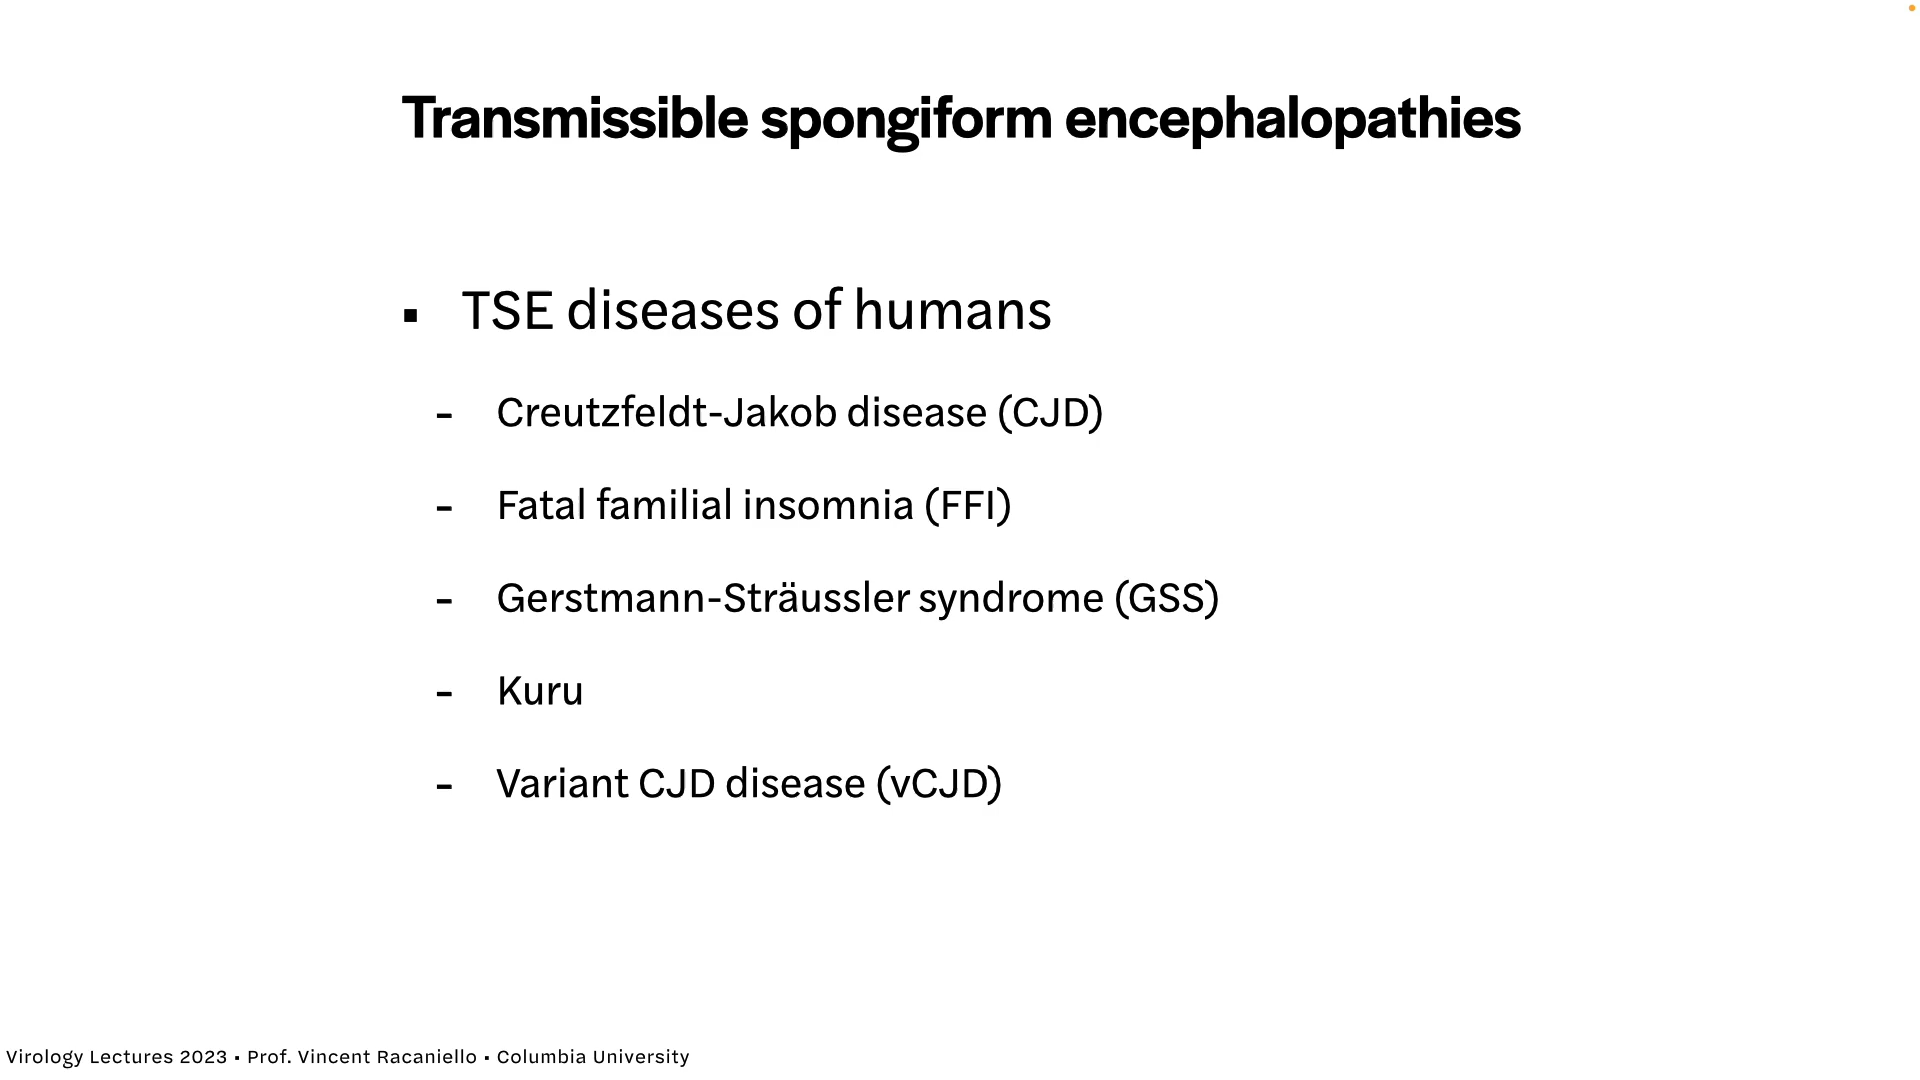 Transmissible spongiform encephalopathies
▪ TSE diseases of humans
- Creutzfeldt-Jakob disease (CJD)
- Fatal familial insomnia (FFI)
- Gerstmann-Sträussler syndrome (GSS)
- Kuru
- Variant CJD disease (vCJD)
Virology Lectures 2023 ▪ Prof. Vincent Racaniello ▪ Columbia University